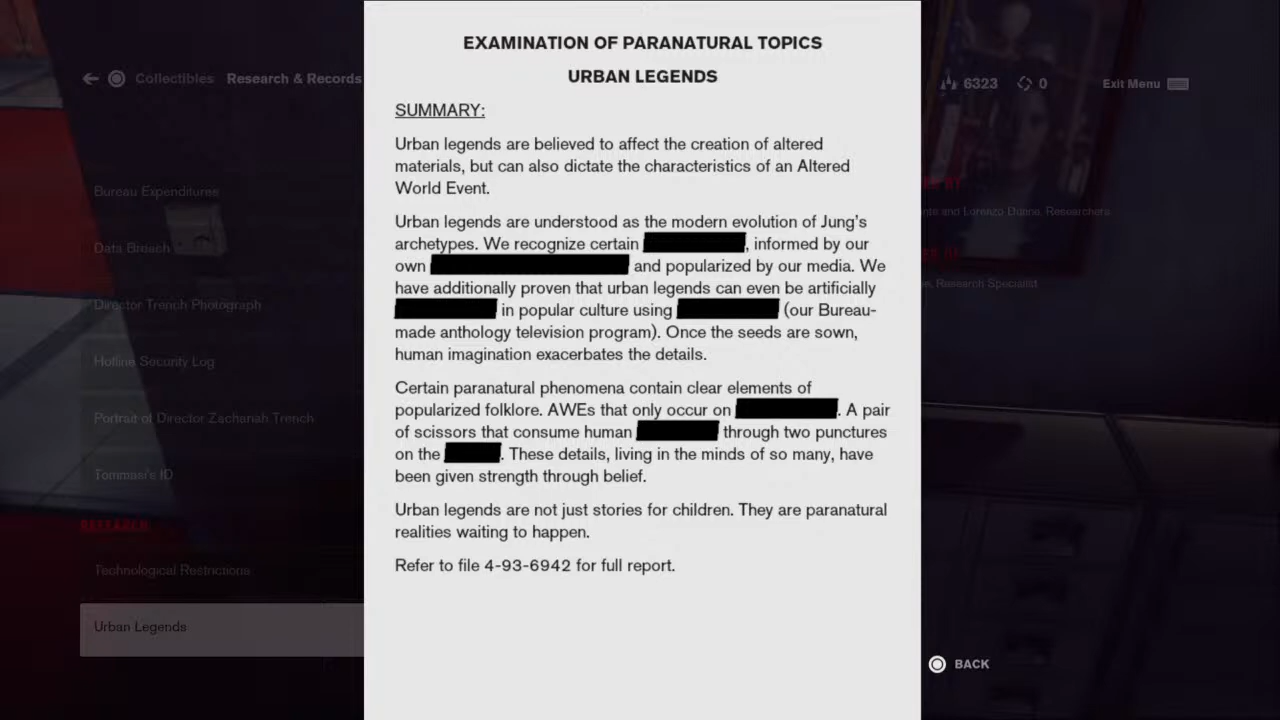 EXAMINATION OF PARANATURAL TOPICS
URBAN LEGENDS
← Collectibles Research & Records
6323 0 Exit Menu
SUMMARY:
Urban legends are believed to affect the creation of altered
materials, but can also dictate the characteristics of an Altered
World Event.
Urban legends are understood as the modern evolution of Jung's
archetypes. We recognize certain , informed by our
own and popularized by our media. We
have additionally proven that urban legends can even be artificially
in popular culture using (our Bureau-
made anthology television program). Once the seeds are sown,
human imagination exacerbates the details.
Certain paranatural phenomena contain clear elements of
popularized folklore. AWEs that only occur on . A pair
of scissors that consume human through two punctures
on the . These details, living in the minds of so many, have
been given strength through belief.
Urban legends are not just stories for children. They are paranatural
realities waiting to happen.
Refer to file 4-93-6942 for full report.
Bureau Expenditures
Data Breach
Director Trench Photograph
Hotline Security Log
Portrait of Director Zachariah Trench
Tommasi's ID
RESEARCH
Technological Restrictions
Urban Legends
and Lorenzo Dunne, Researchers
, Research Specialist
BACK